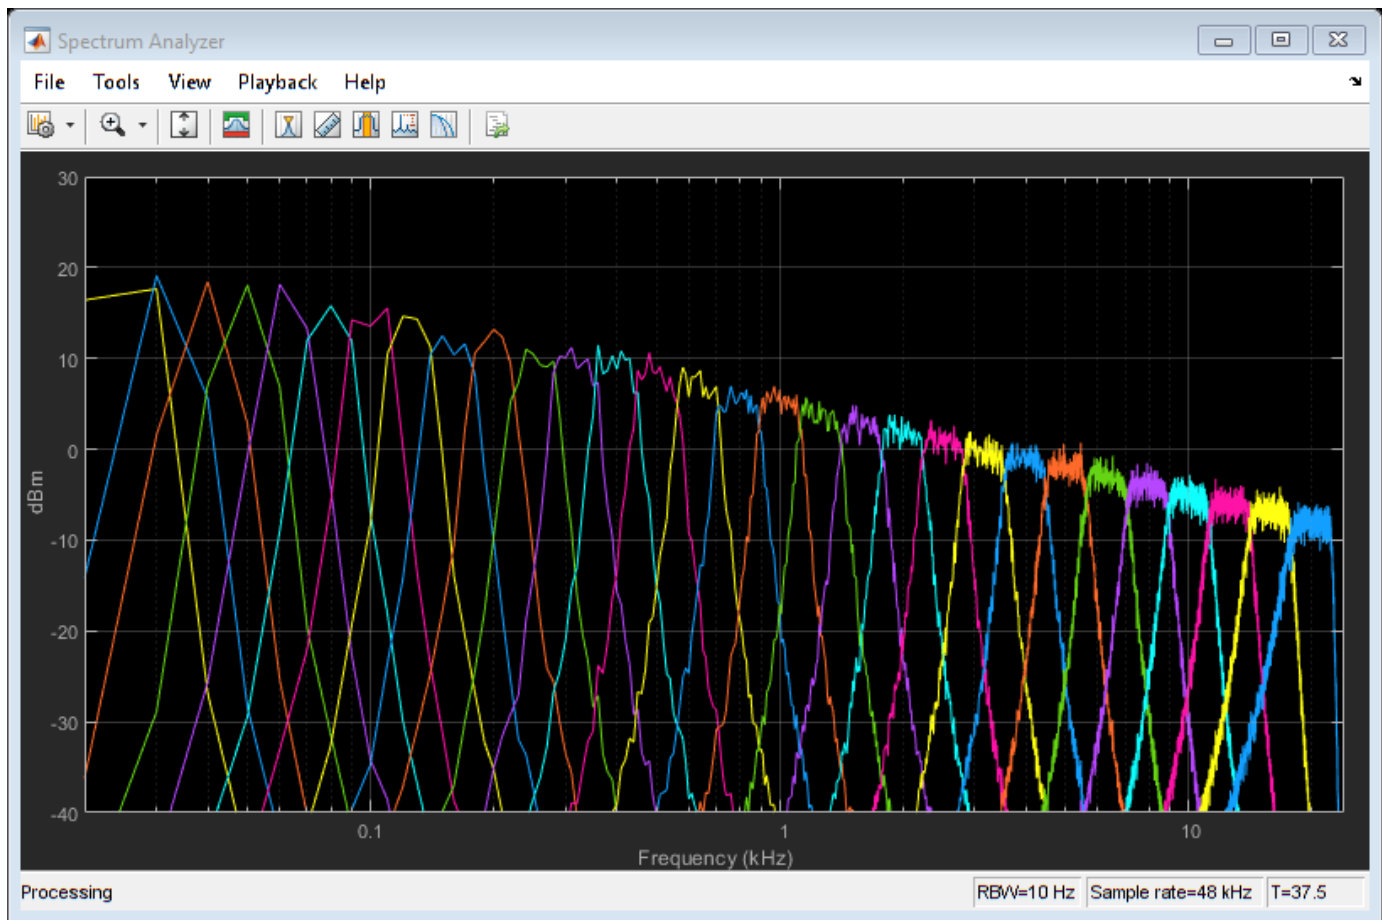 Spectrum Analyzer
File Tools View Playback Help
30
20
10
0
-10
-20
-30
-40
dBm
0.1 1 10
Frequency (kHz)
Processing RBW=10 Hz Sample rate=48 kHz T=37.5